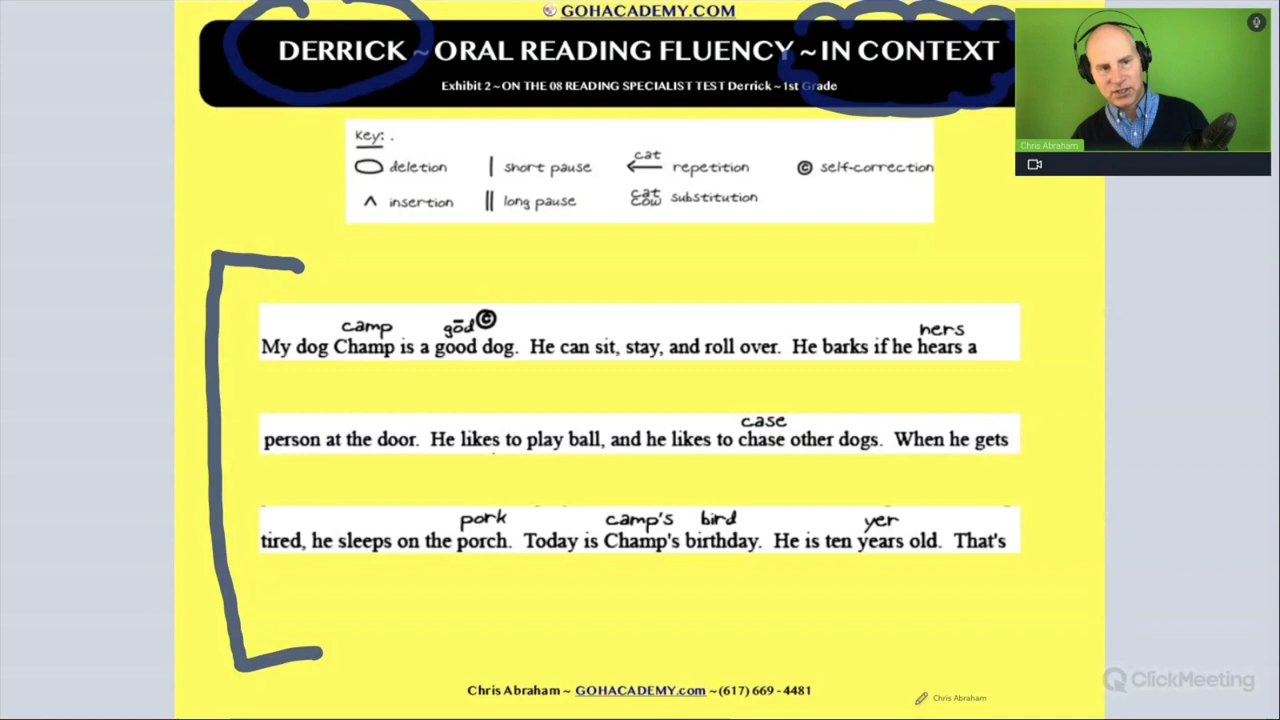 GOHACADEMY.COM
DERRICK ~ORAL READING FLUENCY ~IN CONTEXT
Exhibit 2 ~ON THE 08 READING SPECIALIST TEST Derrick ~1st Grade
Chris Abraham
Key: .
deletion | short pause cat repetition © self-correction
^ insertion || long pause cat cow substitution
camp gōd © hers
My dog Champ is a good dog. He can sit, stay, and roll over. He barks if he hears a
case
person at the door. He likes to play ball, and he likes to chase other dogs. When he gets
pork camp's bird yer
tired, he sleeps on the porch. Today is Champ's birthday. He is ten years old. That's
Chris Abraham ~ GOHACADEMY.com ~(617) 669 - 4481
Chris Abraham
ClickMeeting